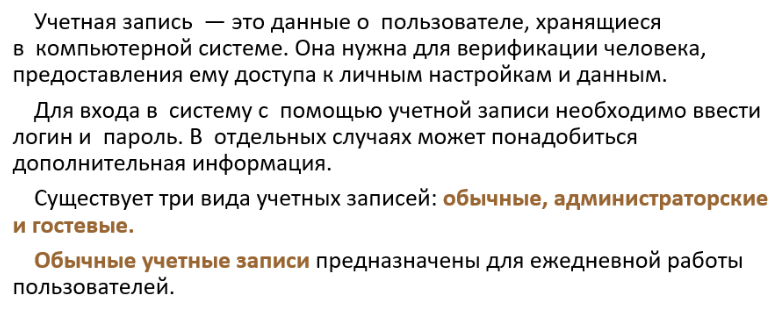 Учетная запись — это данные о пользователе, хранящиеся
в компьютерной системе. Она нужна для верификации человека,
предоставления ему доступа к личным настройкам и данным.
Для входа в систему с помощью учетной записи необходимо ввести
логин и пароль. В отдельных случаях может понадобиться
дополнительная информация.
Существует три вида учетных записей: обычные, администраторские
и гостевые.
Обычные учетные записи предназначены для ежедневной работы
пользователей.